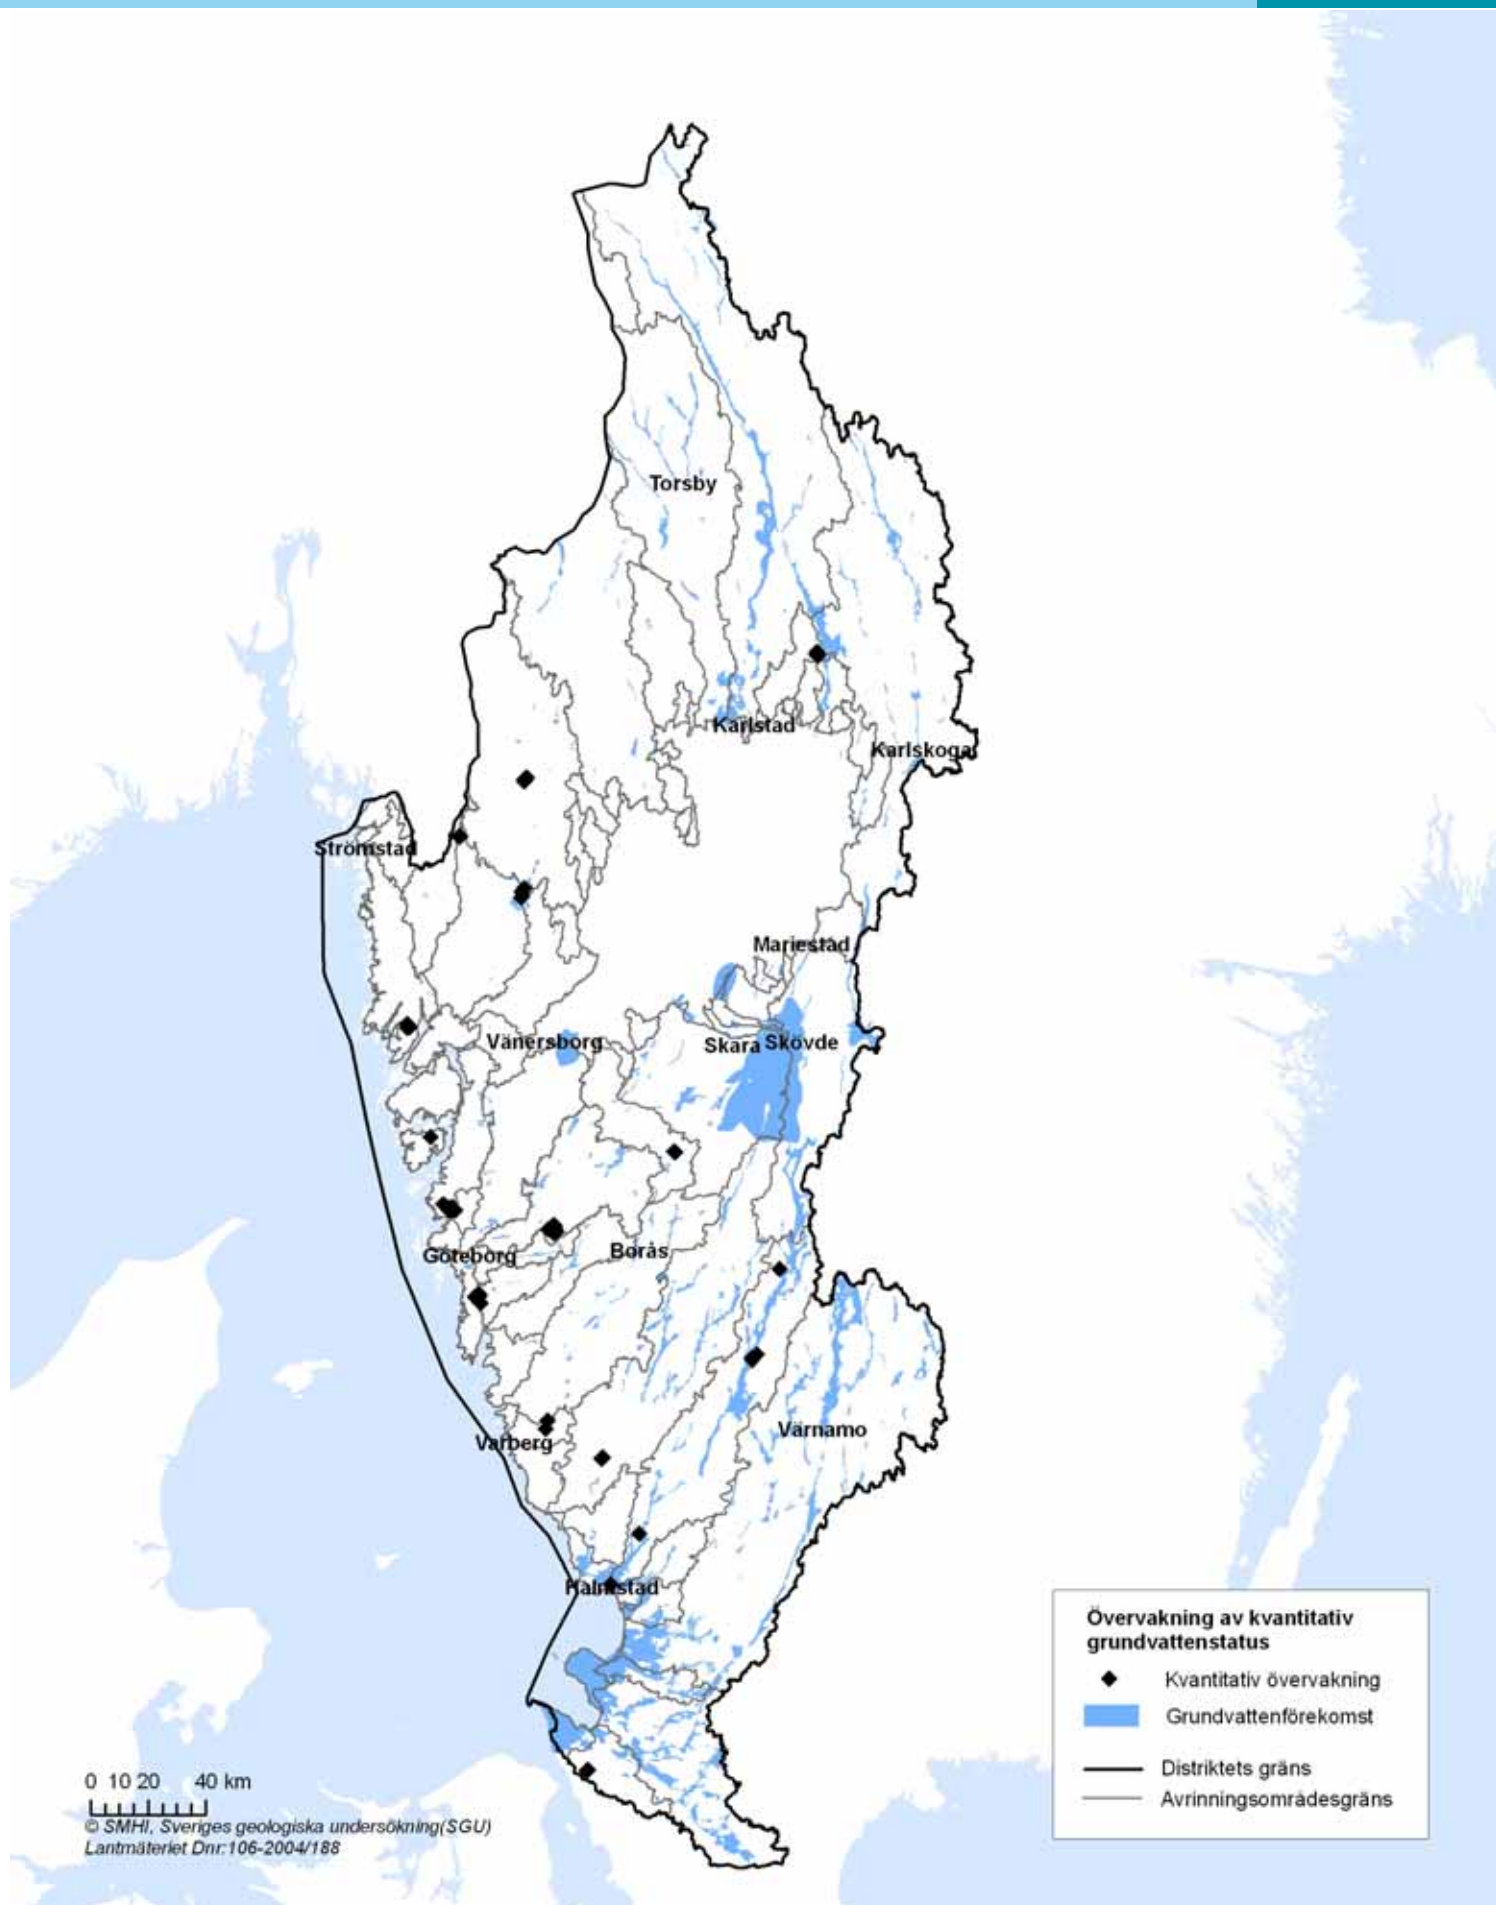 Torsby
Karlstad
Karlskoga
Strömstad
Mariestad
Vänersborg
Skara
Skövde
Göteborg
Borås
Värnamo
Varberg
Halmstad
Övervakning av kvantitativ
grundvattenstatus
Kvantitativ övervakning
Grundvattenförekomst
Distriktets gräns
Avrinningsområdesgräns
0 10 20 40 km
© SMHI, Sveriges geologiska undersökning(SGU)
Lantmäteriet Dnr:106-2004/188